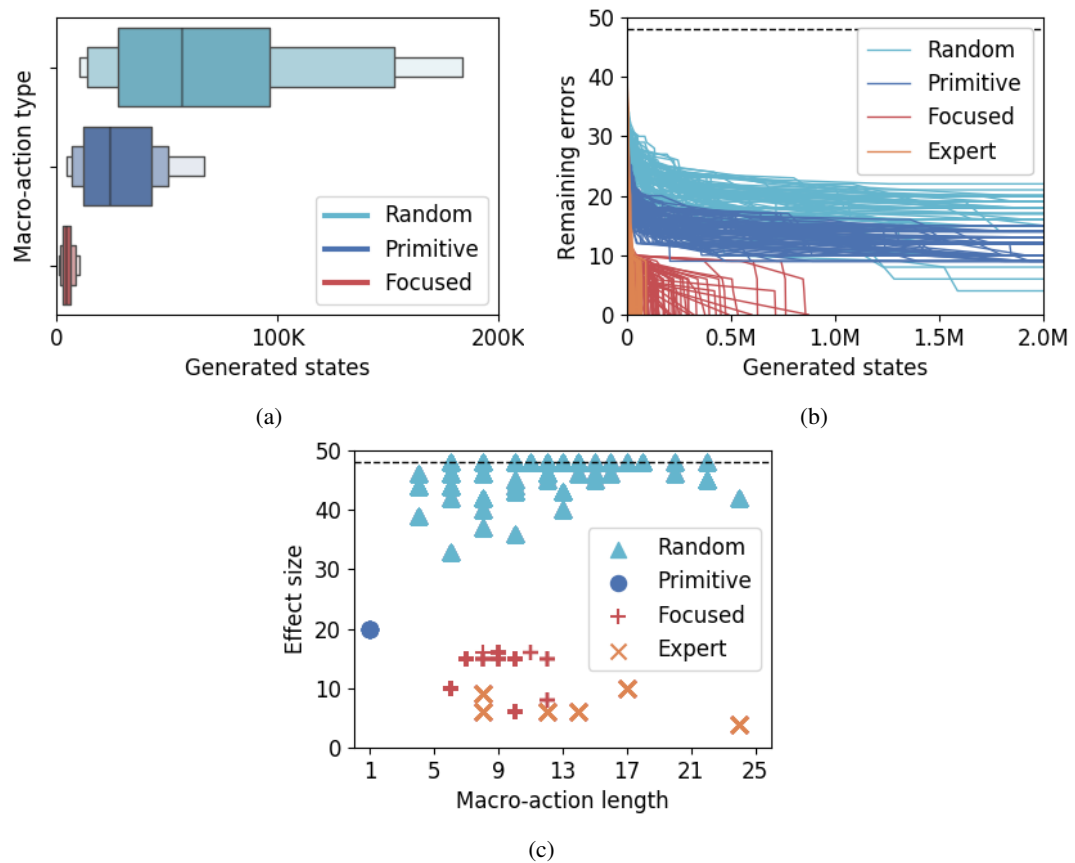 Macro-action type
Random
Primitive
Focused
0 100K 200K
Generated states
(a)
50
40
30
20
10
0
Remaining errors
Random
Primitive
Focused
Expert
0 0.5M 1.0M 1.5M 2.0M
Generated states
(b)
50
40
30
20
10
0
Effect size
Random
Primitive
Focused
Expert
1 5 9 13 17 21 25
Macro-action length
(c)